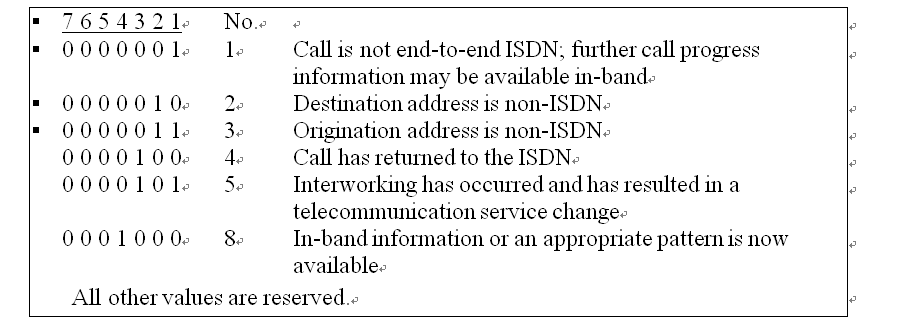 ▪ 7 6 5 4 3 2 1 No.
▪ 0 0 0 0 0 0 1 1 Call is not end-to-end ISDN; further call progress
information may be available in-band
▪ 0 0 0 0 0 1 0 2 Destination address is non-ISDN
▪ 0 0 0 0 0 1 1 3 Origination address is non-ISDN
0 0 0 0 1 0 0 4 Call has returned to the ISDN
0 0 0 0 1 0 1 5 Interworking has occurred and has resulted in a
telecommunication service change
0 0 0 1 0 0 0 8 In-band information or an appropriate pattern is now
available
All other values are reserved.